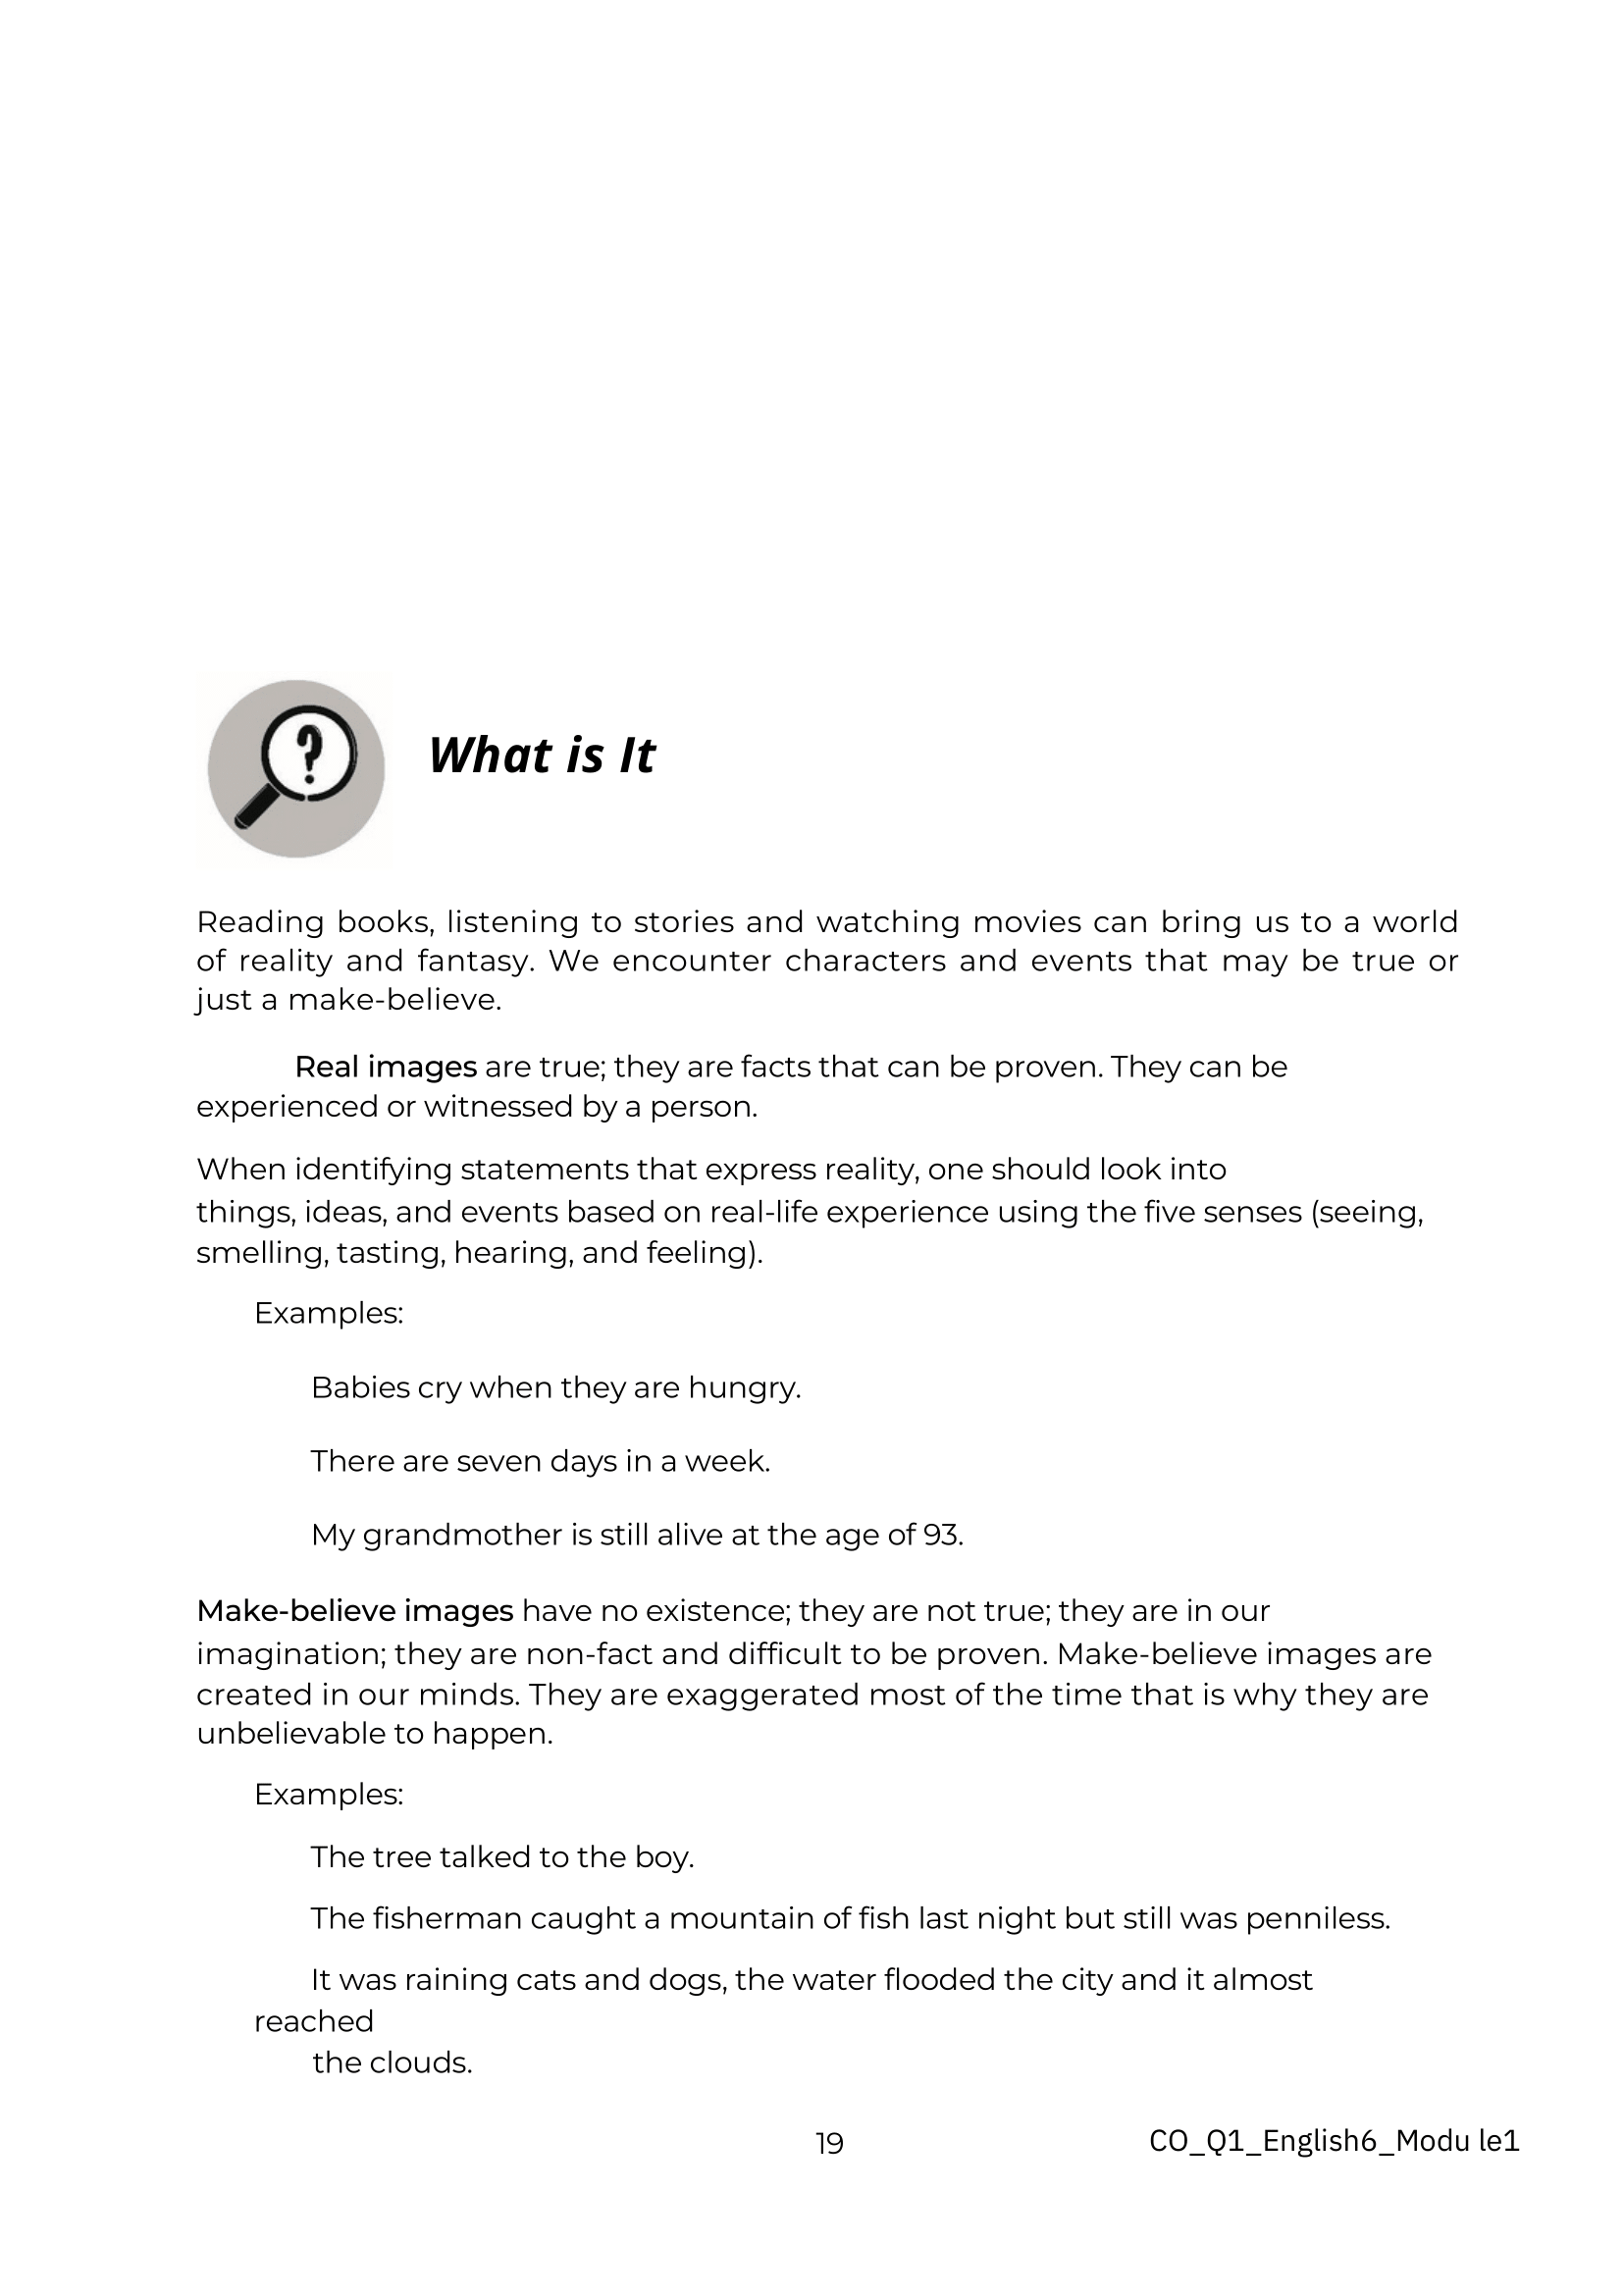 ?
What is It
Reading books, listening to stories and watching movies can bring us to a world
of reality and fantasy. We encounter characters and events that may be true or
just a make-believe.
Real images are true; they are facts that can be proven. They can be
experienced or witnessed by a person.
When identifying statements that express reality, one should look into
things, ideas, and events based on real-life experience using the five senses (seeing,
smelling, tasting, hearing, and feeling).
Examples:
Babies cry when they are hungry.
There are seven days in a week.
My grandmother is still alive at the age of 93.
Make-believe images have no existence; they are not true; they are in our
imagination; they are non-fact and difficult to be proven. Make-believe images are
created in our minds. They are exaggerated most of the time that is why they are
unbelievable to happen.
Examples:
The tree talked to the boy.
The fisherman caught a mountain of fish last night but still was penniless.
It was raining cats and dogs, the water flooded the city and it almost
reached
the clouds.
19
CO_Q1_English6_Modu le1